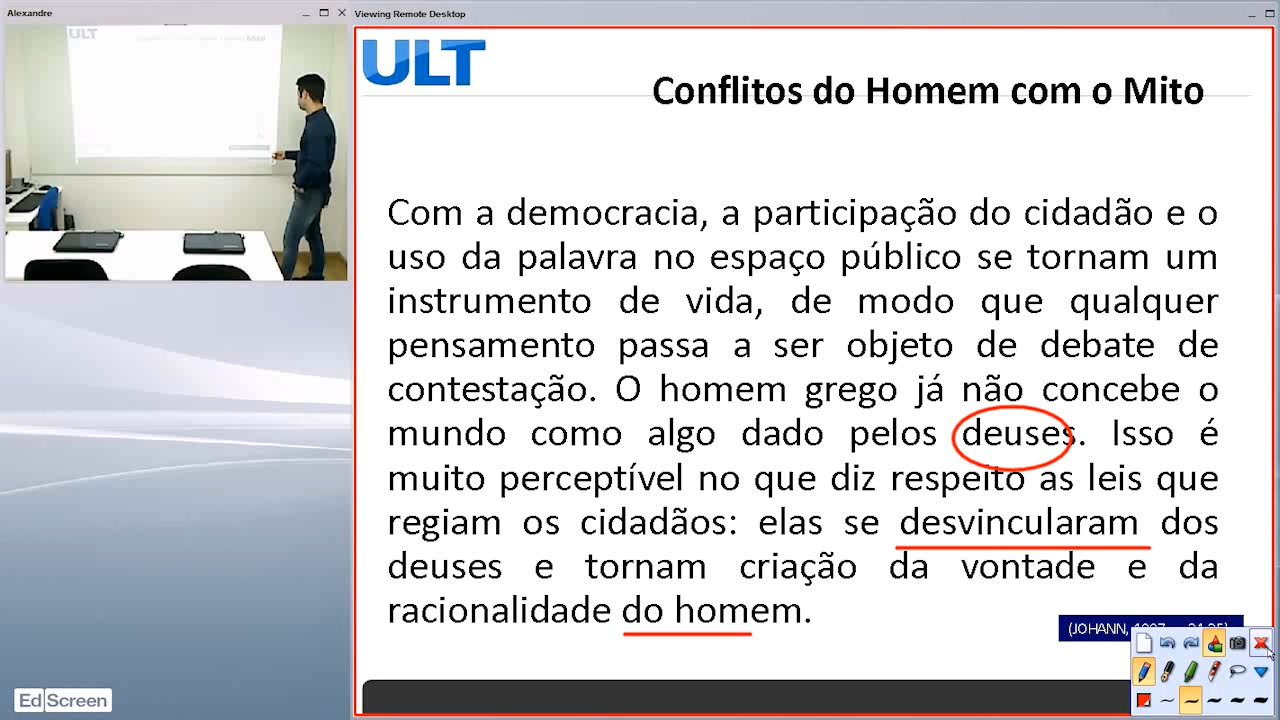 Alexandre
Viewing Remote Desktop
ULT
Mito
ULT
Conflitos do Homem com o Mito
Com a democracia, a participação do cidadão e o
uso da palavra no espaço público se tornam um
instrumento de vida, de modo que qualquer
pensamento passa a ser objeto de debate de
contestação. O homem grego já não concebe o
mundo como algo dado pelos deuses. Isso é
muito perceptível no que diz respeito as leis que
regiam os cidadãos: elas se desvincularam dos
deuses e tornam criação da vontade e da
racionalidade do homem.
(JOHANN,
Ed Screen